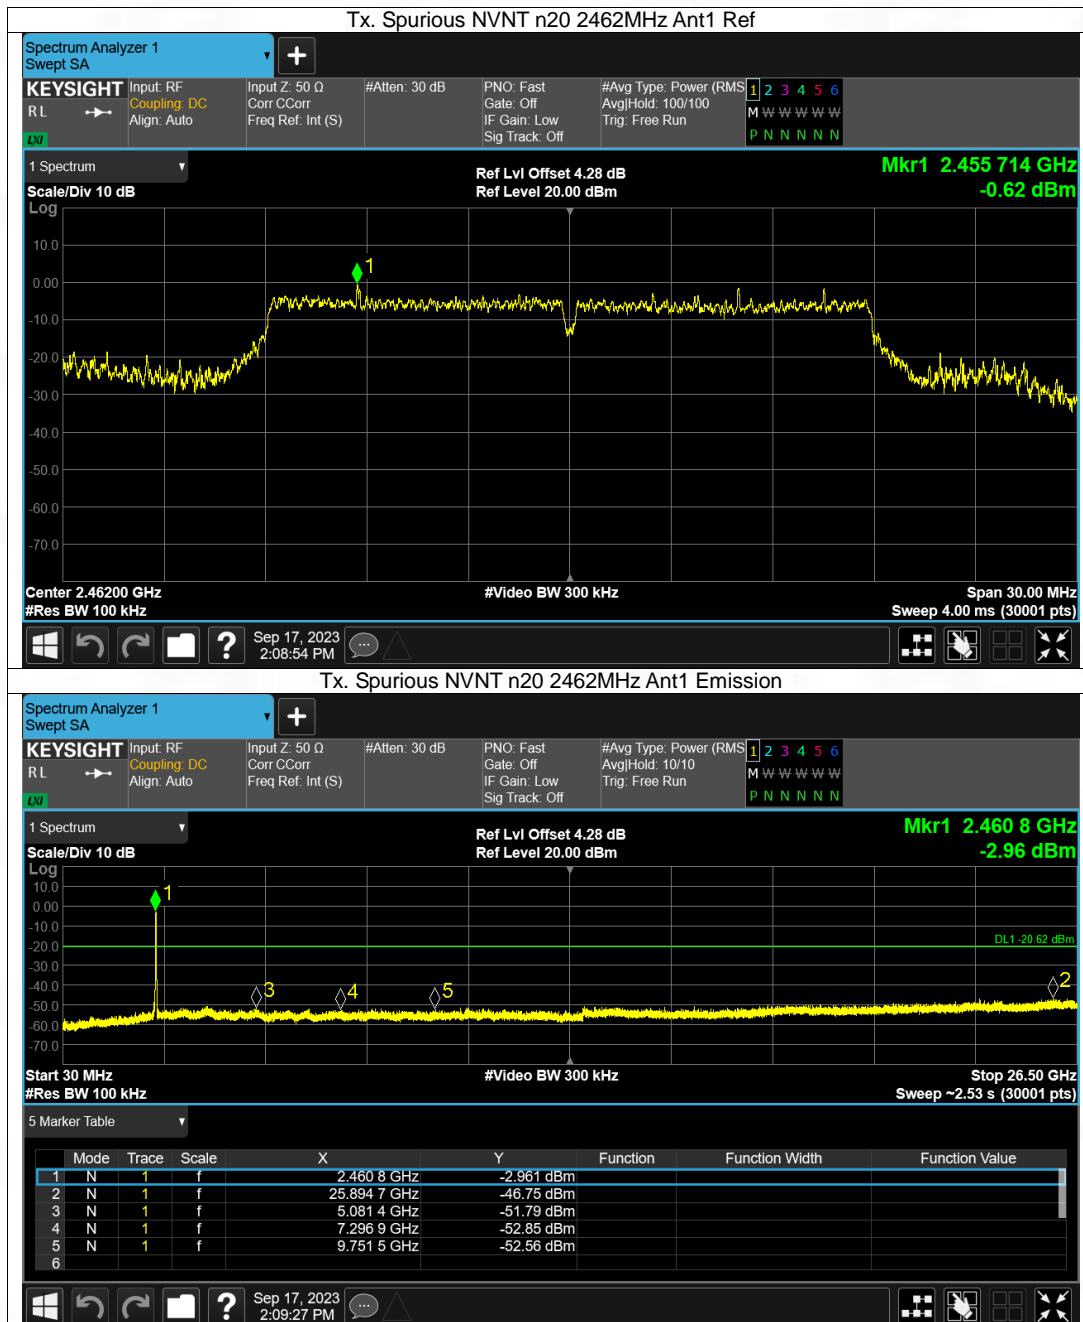 Tx. Spurious NVNT n20 2462MHz Ant1 Ref
Spectrum Analyzer 1
Swept SA
KEYSIGHT
RL
LXI
Input: RF
Coupling: DC
Align: Auto
Input Z: 50 Ω
Corr CCorr
Freq Ref: Int (S)
#Atten: 30 dB
PNO: Fast
Gate: Off
IF Gain: Low
Sig Track: Off
#Avg Type: Power (RMS
Avg|Hold: 100/100
Trig: Free Run
1 2 3 4 5 6
M W W W W W
P N N N N N
1 Spectrum
Scale/Div 10 dB
Ref Lvl Offset 4.28 dB
Ref Level 20.00 dBm
Mkr1 2.455 714 GHz
-0.62 dBm
Log
10.0
0.00
-10.0
-20.0
-30.0
-40.0
-50.0
-60.0
-70.0
1
Center 2.46200 GHz
#Res BW 100 kHz
#Video BW 300 kHz
Span 30.00 MHz
Sweep 4.00 ms (30001 pts)
Sep 17, 2023
2:08:54 PM
Tx. Spurious NVNT n20 2462MHz Ant1 Emission
Spectrum Analyzer 1
Swept SA
KEYSIGHT
RL
LXI
Input: RF
Coupling: DC
Align: Auto
Input Z: 50 Ω
Corr CCorr
Freq Ref: Int (S)
#Atten: 30 dB
PNO: Fast
Gate: Off
IF Gain: Low
Sig Track: Off
#Avg Type: Power (RMS
Avg|Hold: 10/10
Trig: Free Run
1 2 3 4 5 6
M W W W W W
P N N N N N
1 Spectrum
Scale/Div 10 dB
Ref Lvl Offset 4.28 dB
Ref Level 20.00 dBm
Mkr1 2.460 8 GHz
-2.96 dBm
Log
10.0
0.00
-10.0
-20.0
-30.0
-40.0
-50.0
-60.0
-70.0
1
DL1 -20.62 dBm
3
4
5
2
Start 30 MHz
#Res BW 100 kHz
#Video BW 300 kHz
Stop 26.50 GHz
Sweep ~2.53 s (30001 pts)
5 Marker Table
Mode Trace Scale X Y Function Function Width Function Value
1 N 1 f 2.460 8 GHz -2.961 dBm
2 N 1 f 25.894 7 GHz -46.75 dBm
3 N 1 f 5.081 4 GHz -51.79 dBm
4 N 1 f 7.296 9 GHz -52.85 dBm
5 N 1 f 9.751 5 GHz -52.56 dBm
6
Sep 17, 2023
2:09:27 PM